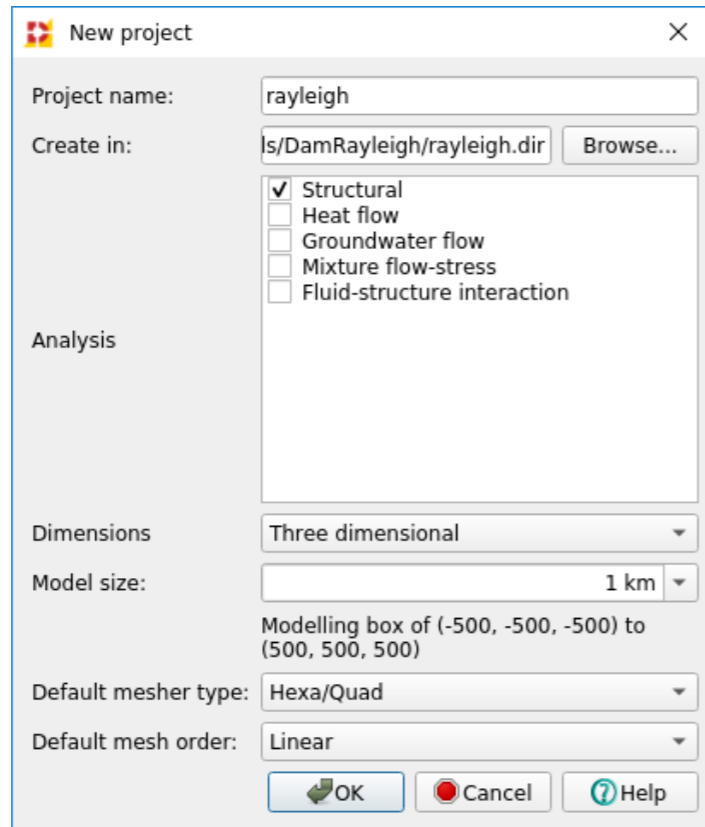 New project
Project name: rayleigh
Create in: ls/DamRayleigh/rayleigh.dir Browse...
Structural
Heat flow
Groundwater flow
Mixture flow-stress
Fluid-structure interaction
Analysis
Dimensions Three dimensional
Model size: 1 km
Modelling box of (-500, -500, -500) to
(500, 500, 500)
Default mesher type: Hexa/Quad
Default mesh order: Linear
OK Cancel Help